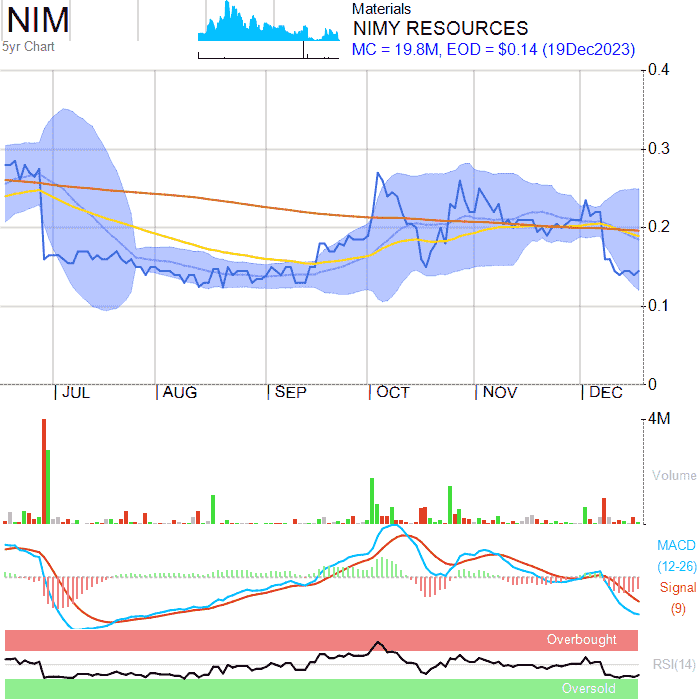 NIM
5yr Chart
Materials
NIMY RESOURCES
MC = 19.8M, EOD = $0.14 (19Dec2023)
0.4
0.3
0.2
0.1
0
JUL AUG SEP OCT NOV DEC
4M
Volume
MACD
(12-26)
Signal
(9)
Overbought
RSI(14)
Oversold